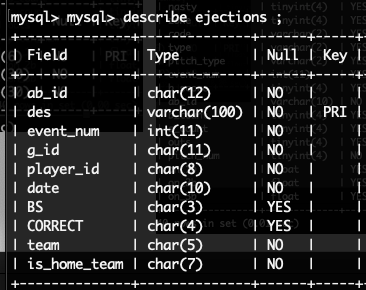 mysql> mysql> describe ejections ;
+--------------+--------------+------+-----+
| Field | Type | Null | Key
+--------------+--------------+------+-----+
| ab_id | char(12) | NO |
| des | varchar(100) | NO | PRI
| event_num | int(11) | NO |
| g_id | char(11) | NO |
| player_id | char(8) | NO |
| date | char(10) | NO |
| BS | char(3) | YES |
| CORRECT | char(4) | YES |
| team | char(5) | NO |
| is_home_team | char(7) | NO |
+--------------+--------------+------+-----+